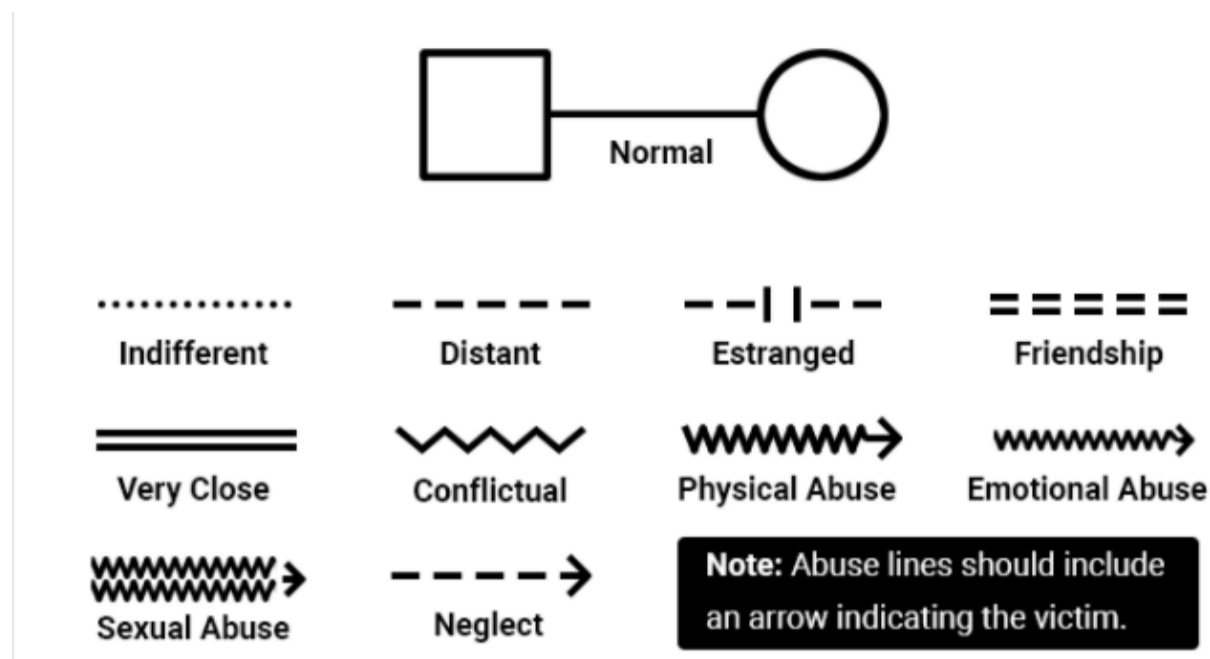 Normal
Indifferent
Distant
Estranged
Friendship
Very Close
Conflictual
Physical Abuse
Emotional Abuse
Sexual Abuse
Neglect
Note: Abuse lines should include
an arrow indicating the victim.